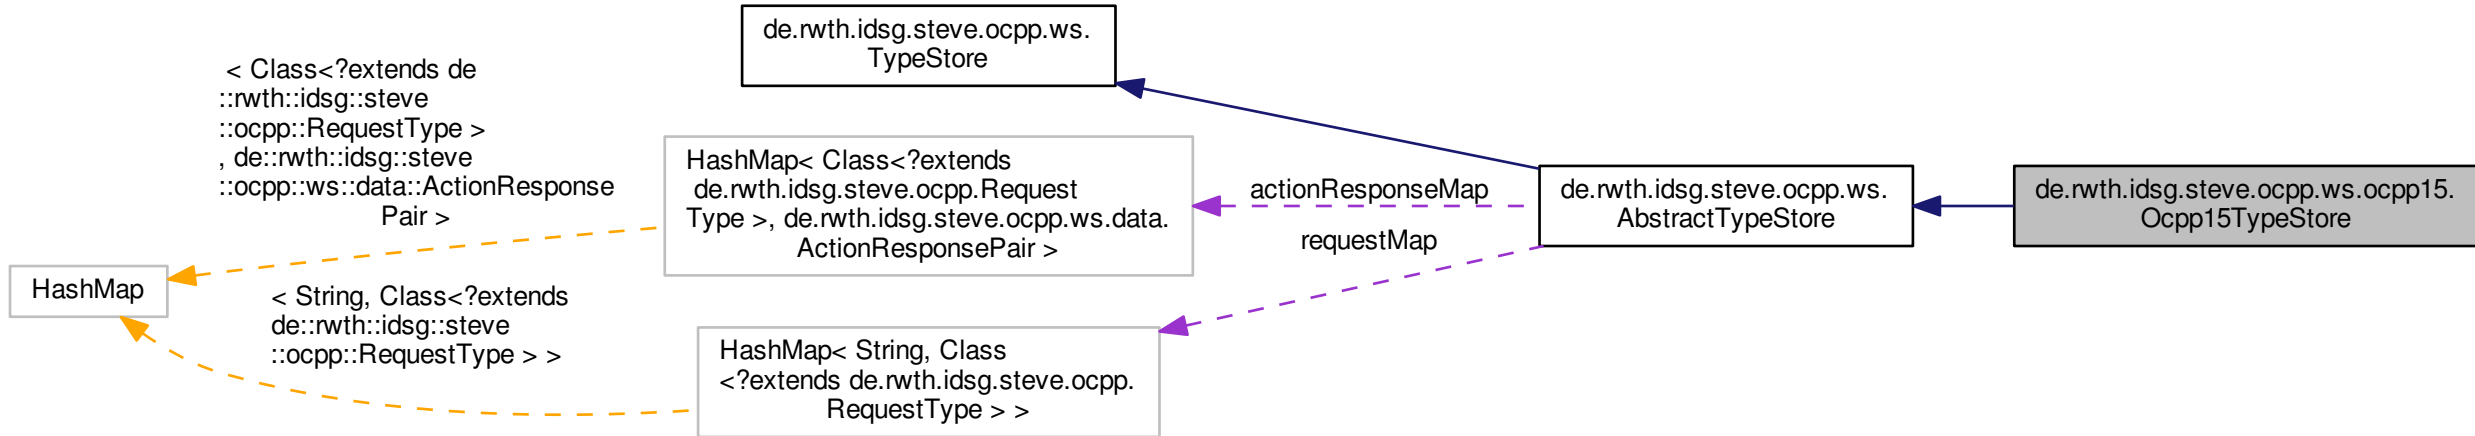 de.rwth.idsg.steve.ocpp.ws.
TypeStore
< Class<?extends de
::rwth::idsg::steve
::ocpp::RequestType >
, de::rwth::idsg::steve
::ocpp::ws::data::ActionResponse
Pair >
HashMap< Class<?extends
de.rwth.idsg.steve.ocpp.Request
Type >, de.rwth.idsg.steve.ocpp.ws.data.
ActionResponsePair >
actionResponseMap
requestMap
de.rwth.idsg.steve.ocpp.ws.
AbstractTypeStore
de.rwth.idsg.steve.ocpp.ws.ocpp15.
Ocpp15TypeStore
HashMap
< String, Class<?extends
de::rwth::idsg::steve
::ocpp::RequestType > >
HashMap< String, Class
<?extends de.rwth.idsg.steve.ocpp.
RequestType > >